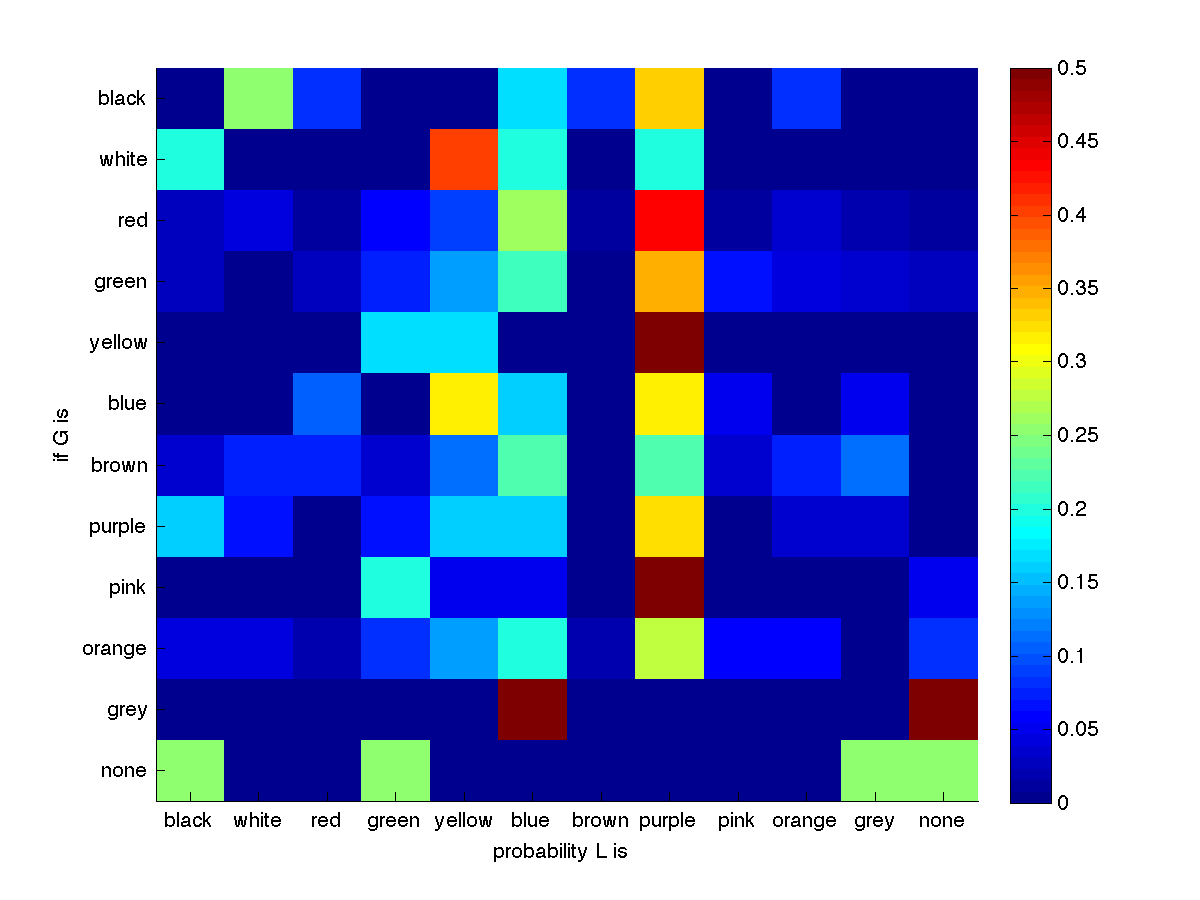 black
white
red
green
yellow
blue
brown
purple
pink
orange
grey
none
if G is
black white red green yellow blue brown purple pink orange grey none
probability L is
0.5
0.45
0.4
0.35
0.3
0.25
0.2
0.15
0.1
0.05
0